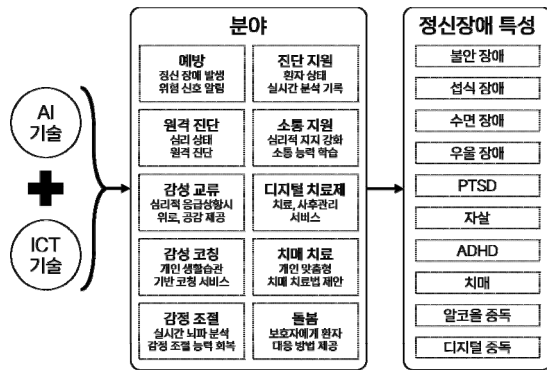 AI
기술
ICT
기술
분야
예방
정신 장애 발생
위험 신호 알림
진단 지원
환자 상태
실시간 분석 기록
원격 진단
심리 상태
원격 진단
소통 지원
심리적 지지 강화
소통 능력 학습
감성 교류
심리적 응급상황시
위로, 공감 제공
디지털 치료제
치료, 사후관리
서비스
감성 코칭
개인 생활습관
기반 코칭 서비스
치매 치료
개인 맞춤형
치매 치료법 제안
감정 조절
실시간 뇌파 분석
감정 조절 능력 회복
돌봄
보호자에게 환자
대응 방법 제공
정신장애 특성
불안 장애
섭식 장애
수면 장애
우울 장애
PTSD
자살
ADHD
치매
알코올 중독
디지털 중독